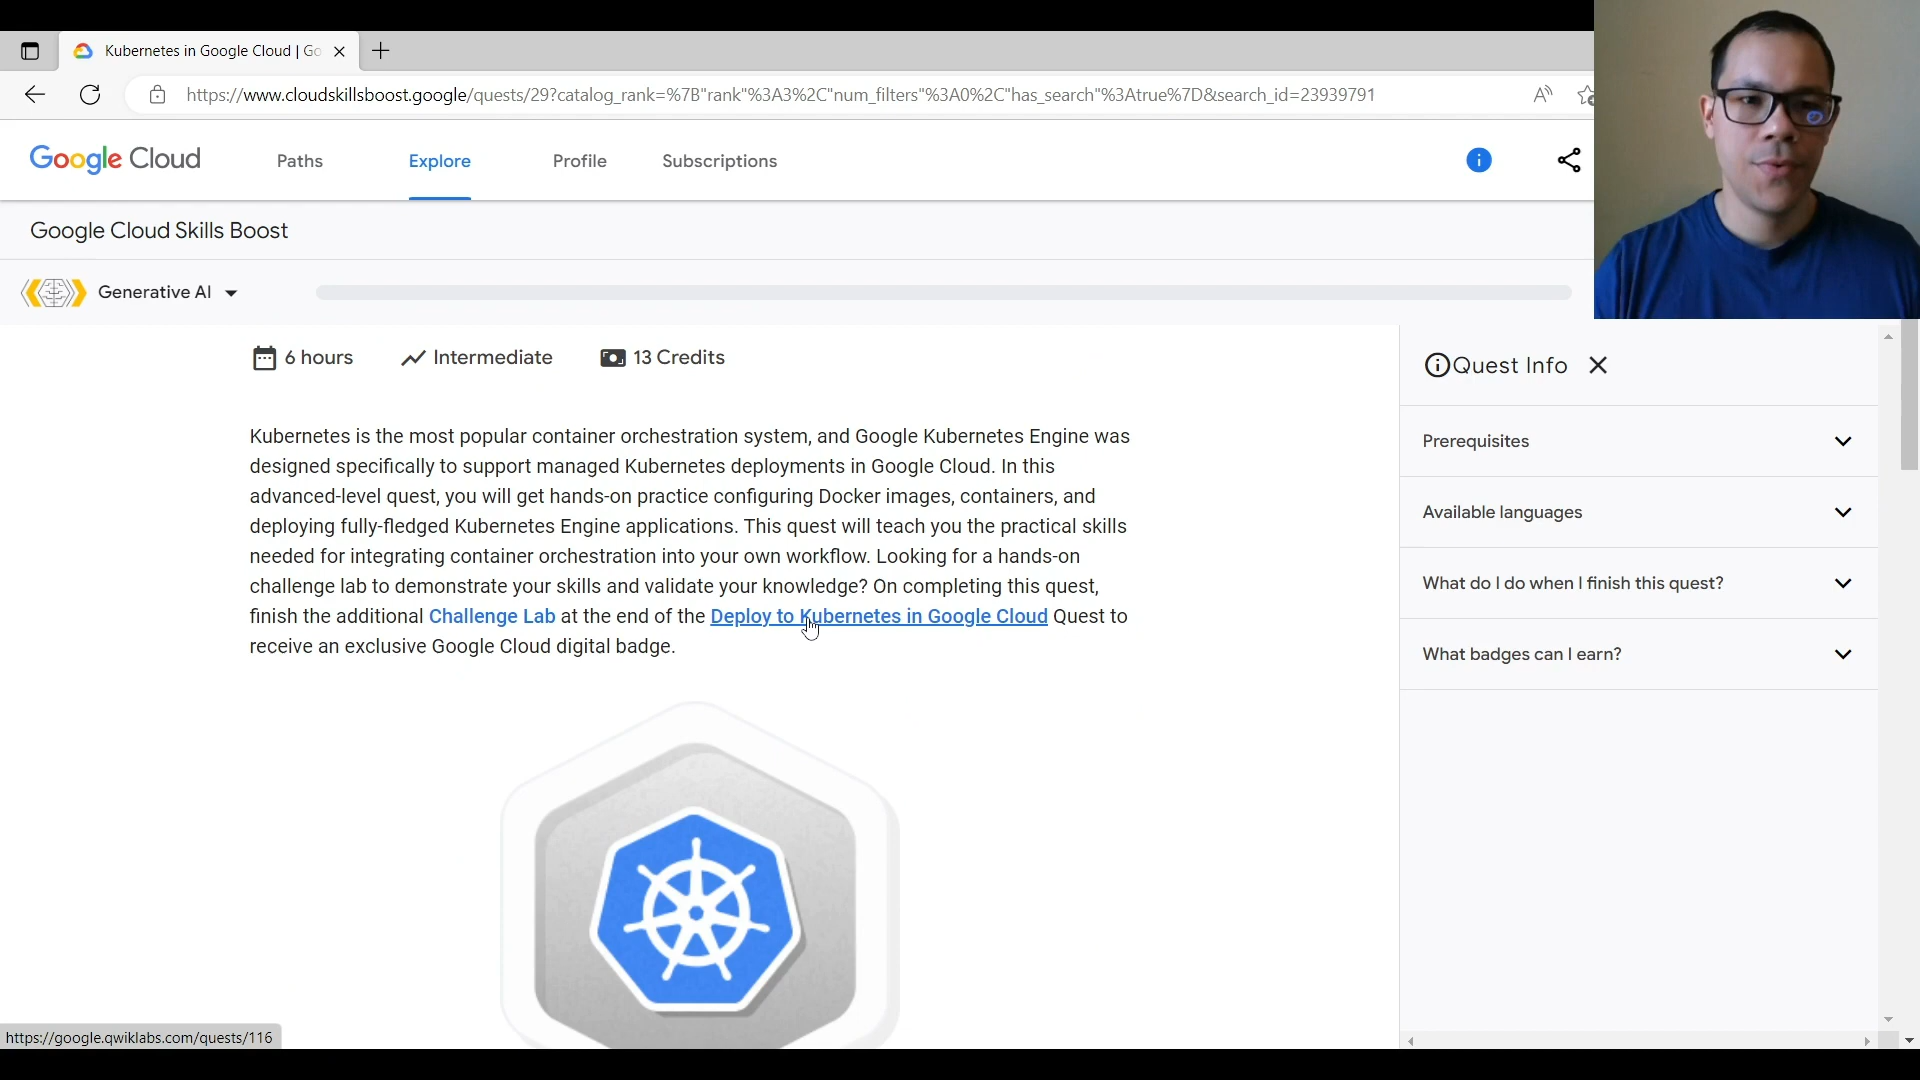 Kubernetes in Google Cloud | Go
https://www.cloudskillsboost.google/quests/29?catalog_rank=%7B"rank"%3A3%2C"num_filters"%3A0%2C"has_search"%3Atrue%7D&search_id=23939791
Google Cloud
Paths
Explore
Profile
Subscriptions
Google Cloud Skills Boost
Generative AI
6 hours
Intermediate
13 Credits
Kubernetes is the most popular container orchestration system, and Google Kubernetes Engine was
designed specifically to support managed Kubernetes deployments in Google Cloud. In this
advanced-level quest, you will get hands-on practice configuring Docker images, containers, and
deploying fully-fledged Kubernetes Engine applications. This quest will teach you the practical skills
needed for integrating container orchestration into your own workflow. Looking for a hands-on
challenge lab to demonstrate your skills and validate your knowledge? On completing this quest,
finish the additional Challenge Lab at the end of the Deploy to Kubernetes in Google Cloud Quest to
receive an exclusive Google Cloud digital badge.
Quest Info
Prerequisites
Available languages
What do I do when I finish this quest?
What badges can I earn?
https://google.qwiklabs.com/quests/116